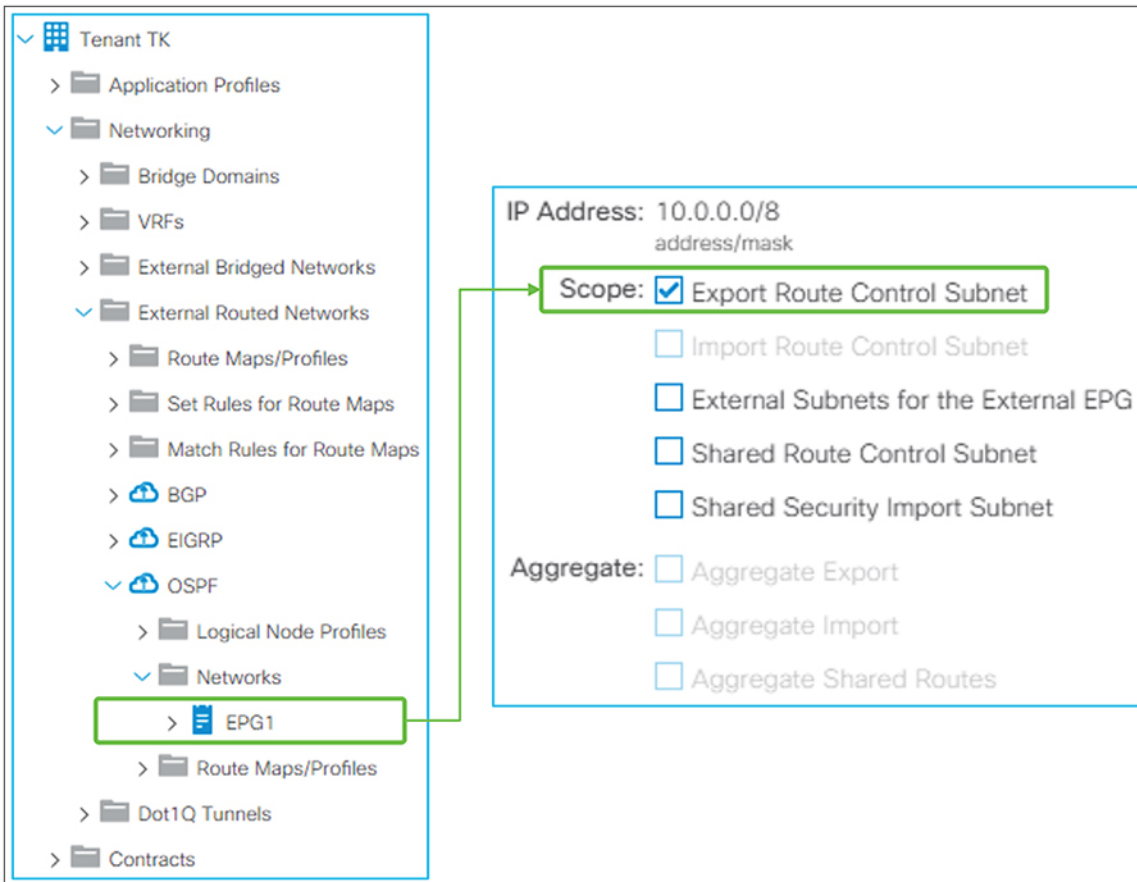 Tenant TK
Application Profiles
Networking
Bridge Domains
VRFs
External Bridged Networks
External Routed Networks
Route Maps/Profiles
Set Rules for Route Maps
Match Rules for Route Maps
BGP
EIGRP
OSPF
Logical Node Profiles
Networks
EPG1
Route Maps/Profiles
Dot1Q Tunnels
Contracts
IP Address: 10.0.0.0/8
address/mask
Scope: Export Route Control Subnet
Import Route Control Subnet
External Subnets for the External EPG
Shared Route Control Subnet
Shared Security Import Subnet
Aggregate: Aggregate Export
Aggregate Import
Aggregate Shared Routes